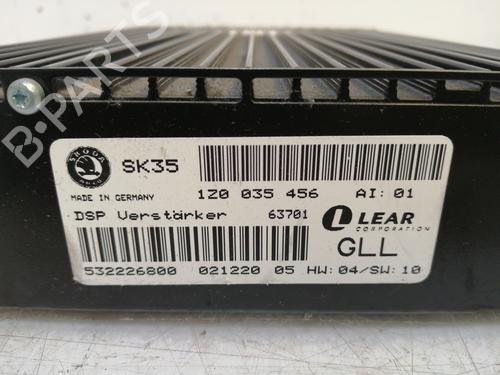 B-PARTS
SKODA
AUTO
SK35
MADE IN GERMANY
1Z0 035 456 AI: 01
DSP Verstärker 63701
LEAR
CORPORATION
GLL
532226800 021220 05 HW: 04/SW: 10